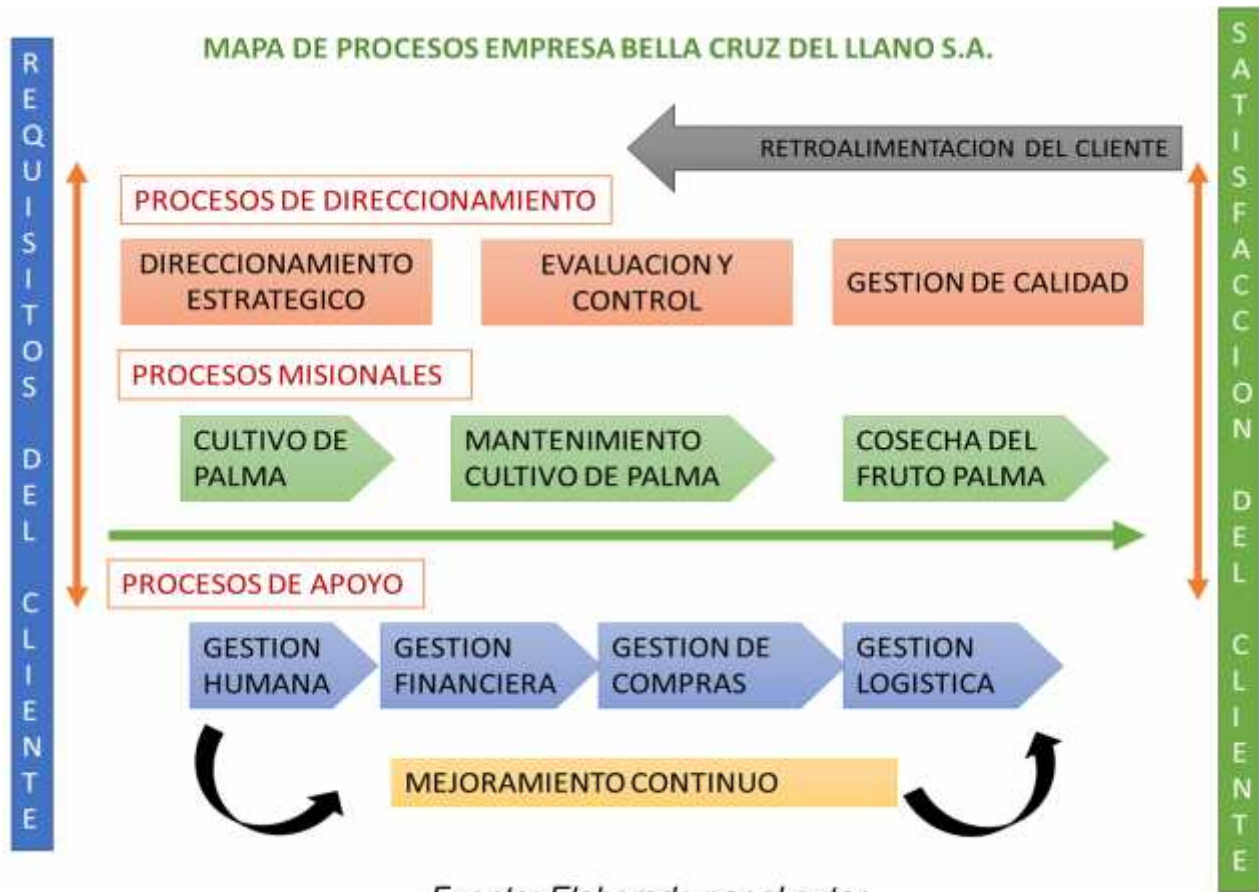 MAPA DE PROCESOS EMPRESA BELLA CRUZ DEL LLANO S.A.
REQUISITOS DEL CLIENTE
RETROALIMENTACION DEL CLIENTE
PROCESOS DE DIRECCIONAMIENTO
DIRECCIONAMIENTO
ESTRATEGICO
EVALUACION Y
CONTROL
GESTION DE CALIDAD
PROCESOS MISIONALES
CULTIVO DE
PALMA
MANTENIMIENTO
CULTIVO DE PALMA
COSECHA DEL
FRUTO PALMA
PROCESOS DE APOYO
GESTION
HUMANA
GESTION
FINANCIERA
GESTION DE
COMPRAS
GESTION
LOGISTICA
MEJORAMIENTO CONTINUO
SATISFACCION DEL CLIENTE